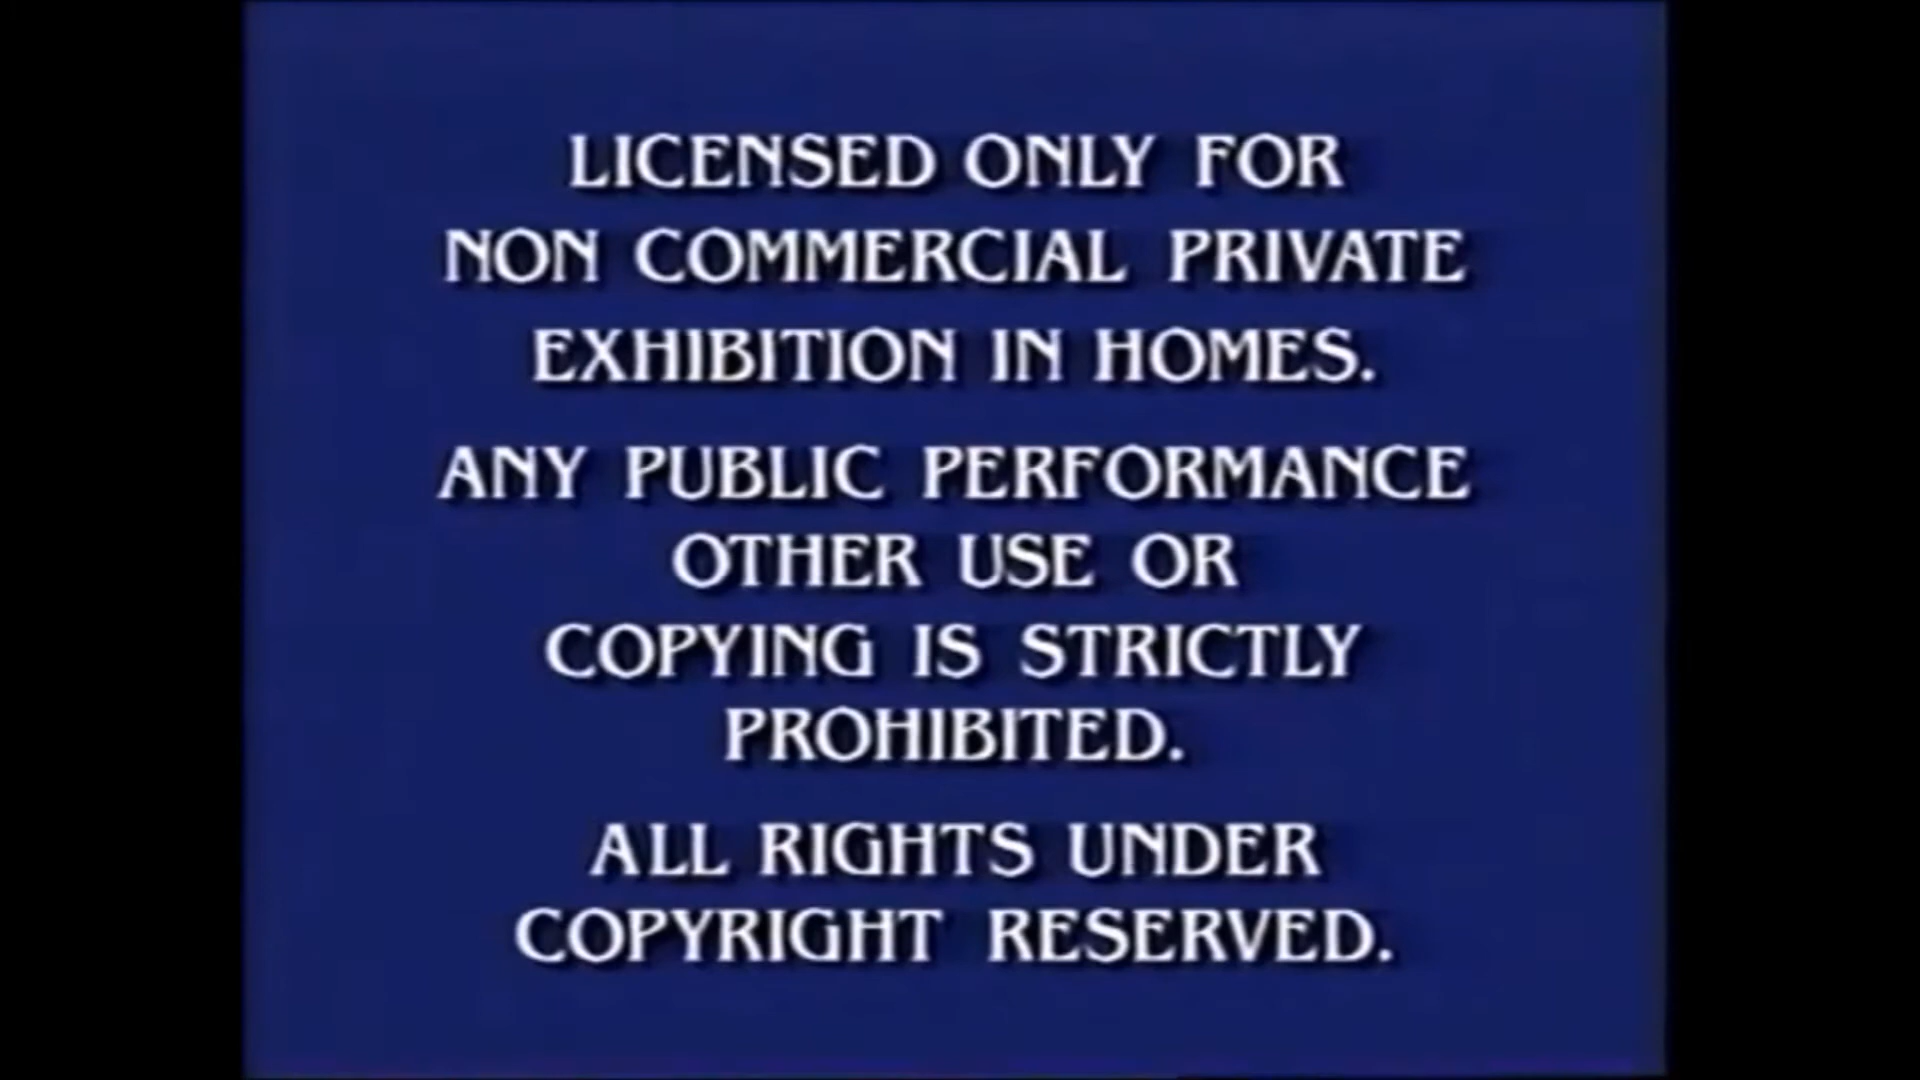 LICENSED ONLY FOR
NON COMMERCIAL PRIVATE
EXHIBITION IN HOMES.
ANY PUBLIC PERFORMANCE
OTHER USE OR
COPYING IS STRICTLY
PROHIBITED.
ALL RIGHTS UNDER
COPYRIGHT RESERVED.